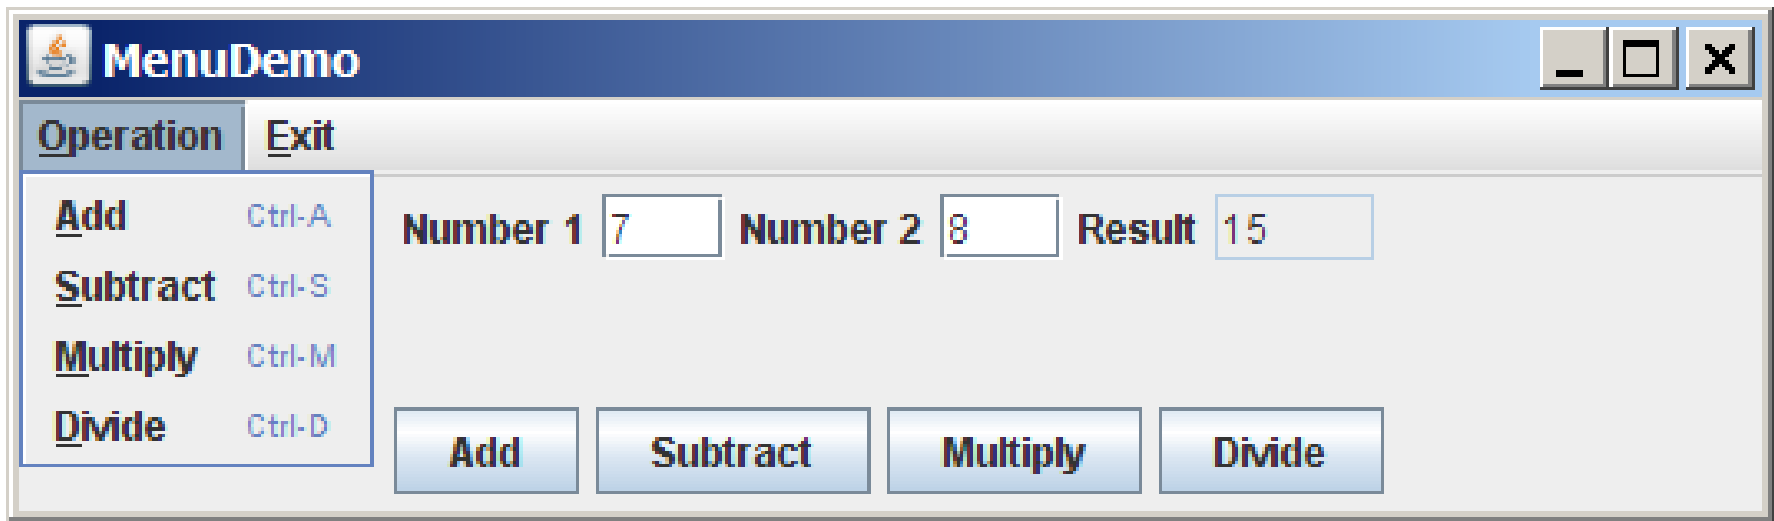 MenuDemo
Operation Exit
Add Ctrl-A
Subtract Ctrl-S
Multiply Ctrl-M
Divide Ctrl-D
Number 1 7 Number 2 8 Result 15
Add Subtract Multiply Divide